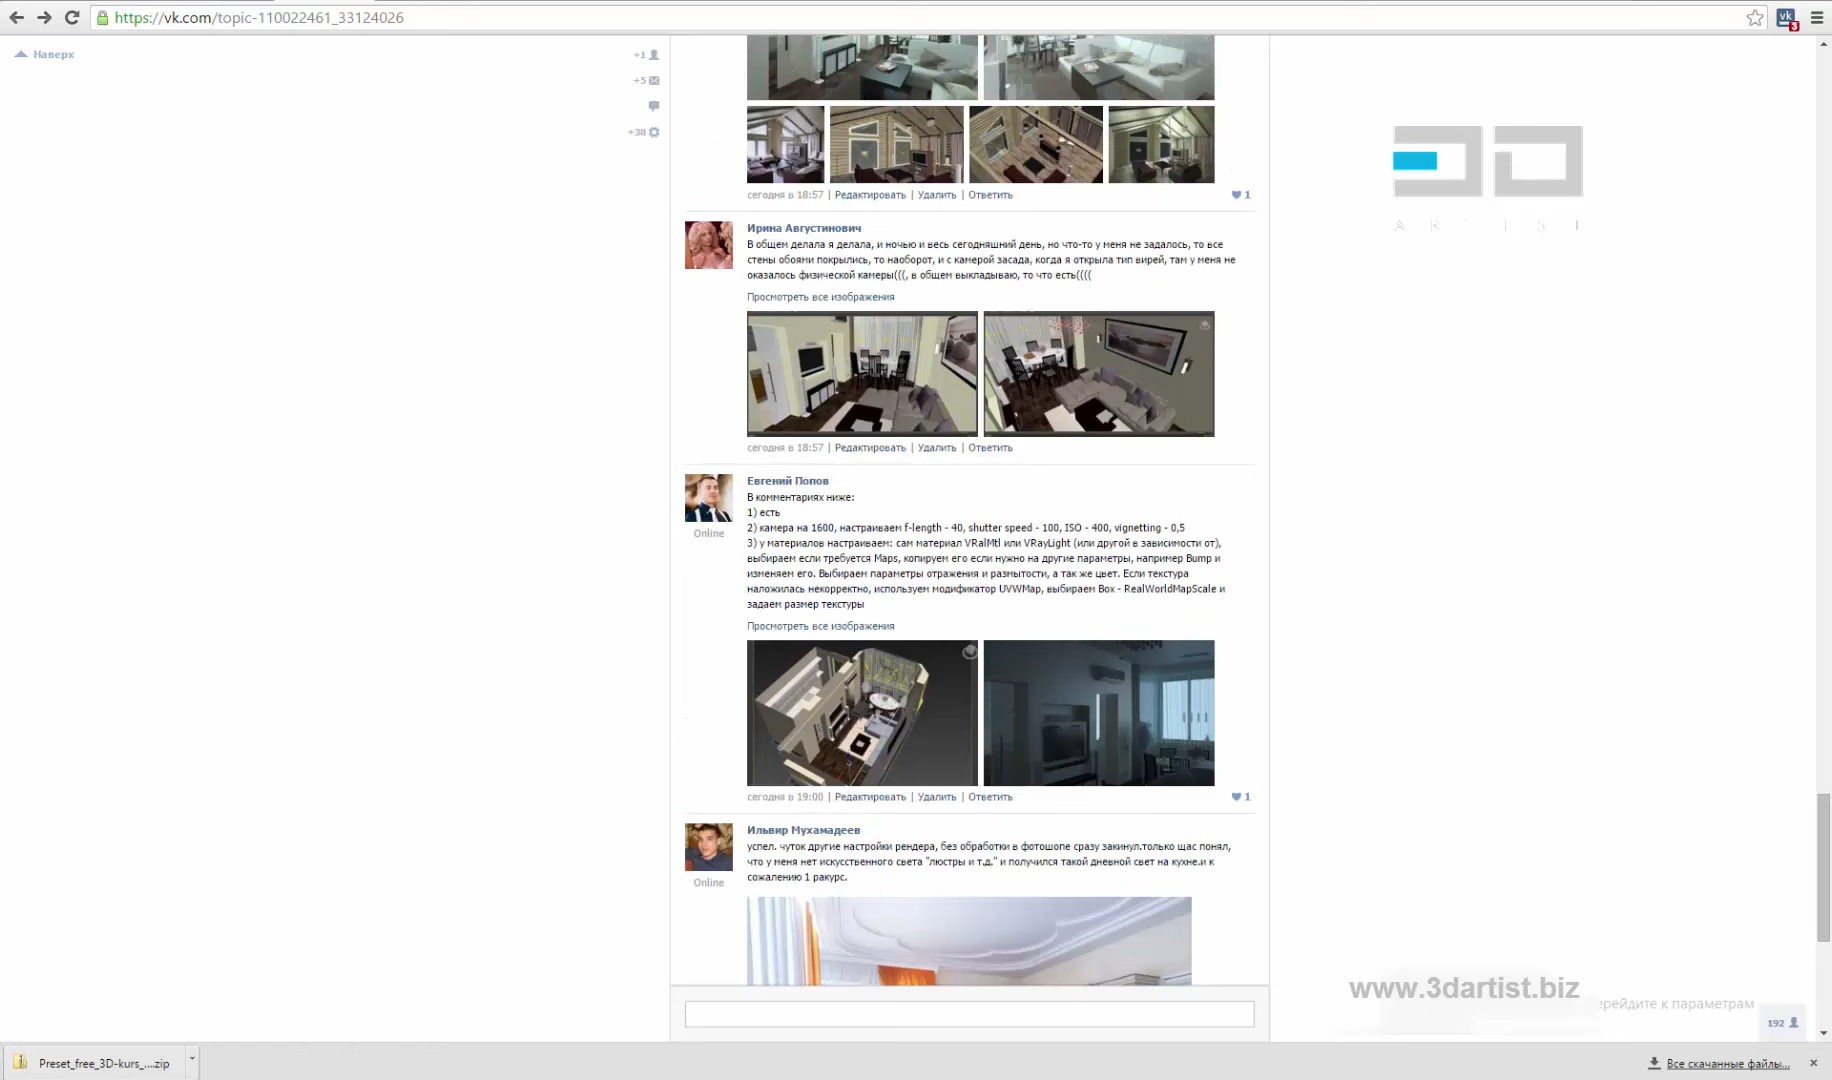 https://vk.com/topic-110022461_33124026
Наверх
+1
+5
+38
сегодня в 18:57 | Редактировать | Удалить | Ответить
1
Ирина Августинович
В общем делала я делала, и ночью и весь сегодняшний день, но что-то у меня не задалось, то все
стены обоями покрылись, то наоборот, и с камерой засада, когда я открыла тип вирей, там у меня не
оказалось физической камеры(((, в общем выкладываю, то что есть((((
Просмотреть все изображения
сегодня в 18:57 | Редактировать | Удалить | Ответить
Евгений Попов
Online
В комментариях ниже:
1) есть
2) камера на 1600, настраиваем f-length - 40, shutter speed - 100, ISO - 400, vignetting - 0,5
3) у материалов настраиваем: сам материал VRalMtl или VRayLight (или другой в зависимости от),
выбираем если требуется Maps, копируем его если нужно на другие параметры, например Bump и
изменяем его. Выбираем параметры отражения и размытости, а так же цвет. Если текстура
наложилась некорректно, используем модификатор UVWMap, выбираем Box - RealWorldMapScale и
задаем размер текстуры
Просмотреть все изображения
сегодня в 19:00 | Редактировать | Удалить | Ответить
1
Ильвир Мухамадеев
Online
успел. чуток другие настройки рендера, без обработки в фотошопе сразу закинул.только щас понял,
что у меня нет искусственного света "люстры и т.д." и получился такой дневной свет на кухне.и к
сожалению 1 ракурс.
www.3dartist.biz
ерейдите к параметрам
192
Preset_free_3D-kurs_....zip
Все скачанные файлы...
vk
3